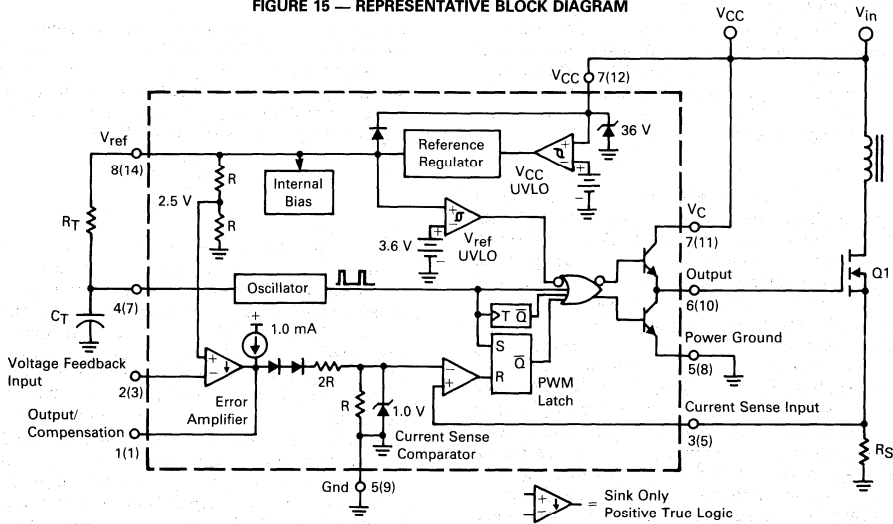 FIGURE 15 — REPRESENTATIVE BLOCK DIAGRAM
VCC
Vin
VCC 7(12)
Vref
8(14)
Reference
Regulator
36 V
VCC
UVLO
Internal
Bias
R
2.5 V
R
RT
3.6 V
Vref
UVLO
VC
7(11)
Q1
Output
6(10)
Oscillator
4(7)
CT
1.0 mA
T Q
Power Ground
5(8)
Voltage Feedback
Input
2(3)
Error
Amplifier
2R
R
1.0 V
S
R
Q
PWM
Latch
Current Sense
Comparator
Current Sense Input
3(5)
Output/
Compensation
1(1)
RS
Gnd 5(9)
= Sink Only
Positive True Logic